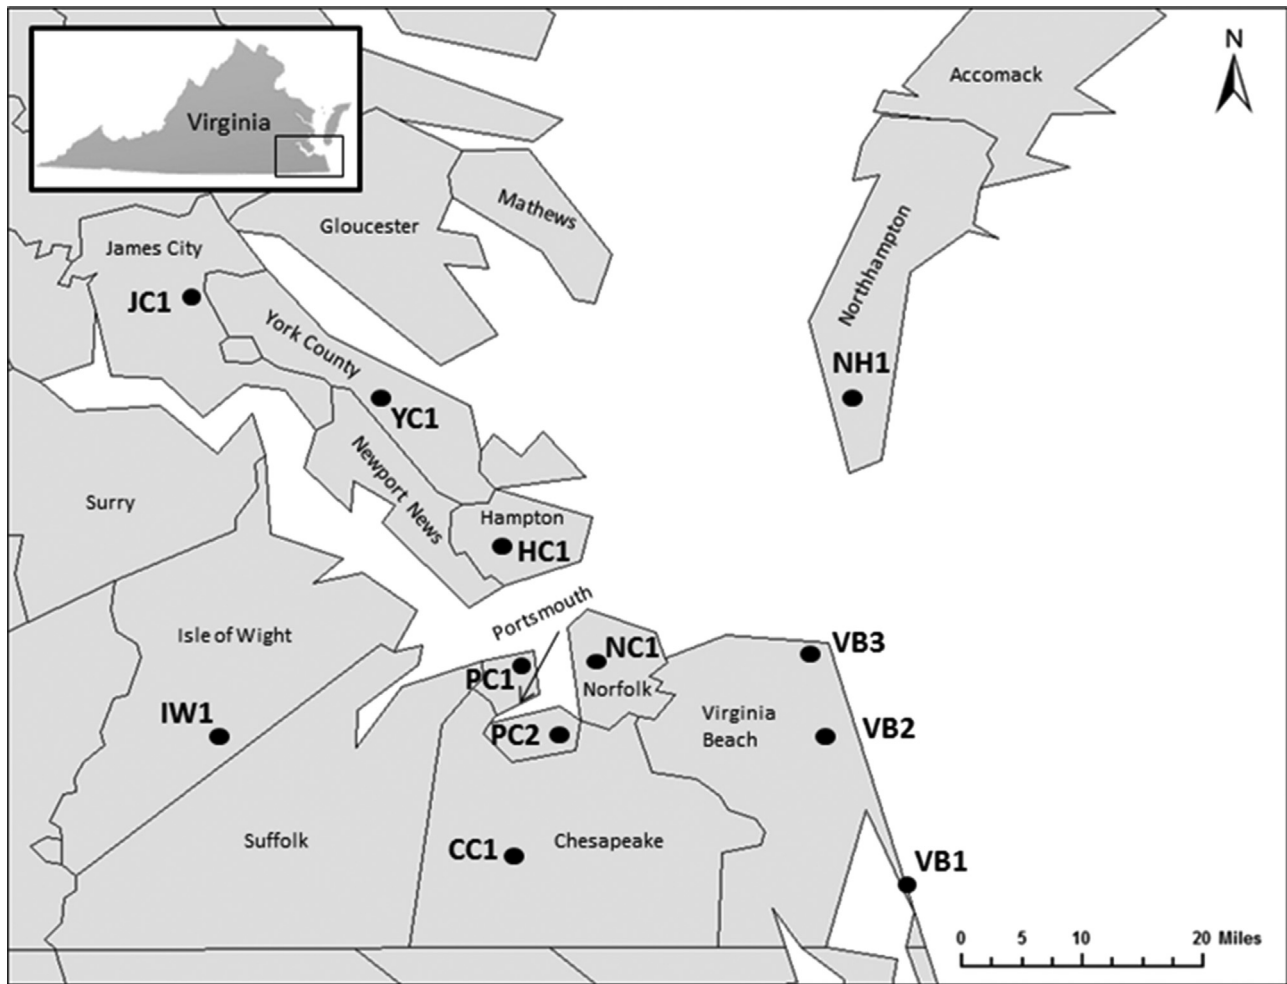 N
Accomack
Virginia
Mathews
Gloucester
James City
Northhampton
JC1
York County
NH1
YC1
Newport News
Surry
Hampton
HC1
Portsmouth
Isle of Wight
NC1
VB3
PC1
Norfolk
IW1
Virginia
Beach
VB2
PC2
Suffolk
CC1
Chesapeake
VB1
0 5 10 20 Miles